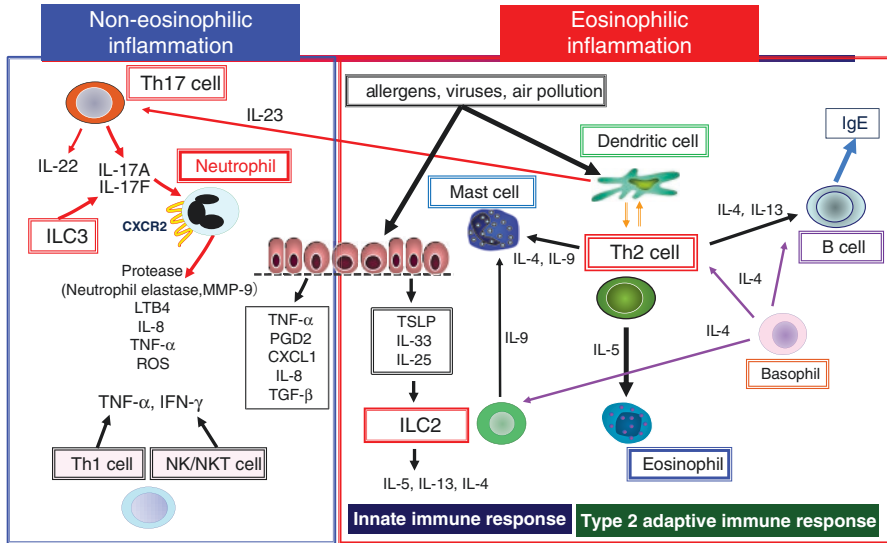 Non-eosinophilic
inflammation
Eosinophilic
inflammation
Th17 cell
IL-22
IL-17A
IL-17F
Neutrophil
ILC3
CXCR2
Protease
(Neutrophil elastase,MMP-9)
LTB4
IL-8
TNF-α
ROS
TNF-α, IFN-γ
Th1 cell
NK/NKT cell
IL-23
allergens, viruses, air pollution
Dendritic cell
IgE
Mast cell
IL-4, IL-13
B cell
IL-4, IL-9
Th2 cell
IL-4
TNF-α
PGD2
CXCL1
IL-8
TGF-β
TSLP
IL-33
IL-25
IL-9
IL-5
IL-4
Basophil
ILC2
Eosinophil
IL-5, IL-13, IL-4
Innate immune response
Type 2 adaptive immune response